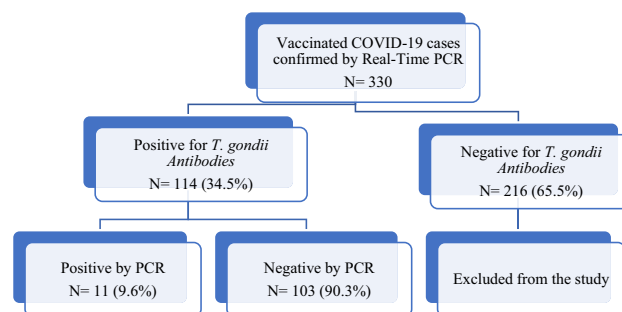 Vaccinated COVID-19 cases
confirmed by Real-Time PCR
N= 330
Positive for T. gondii
Antibodies
N= 114 (34.5%)
Negative for T. gondii
Antibodies
N= 216 (65.5%)
Positive by PCR
N= 11 (9.6%)
Negative by PCR
N= 103 (90.3%)
Excluded from the study